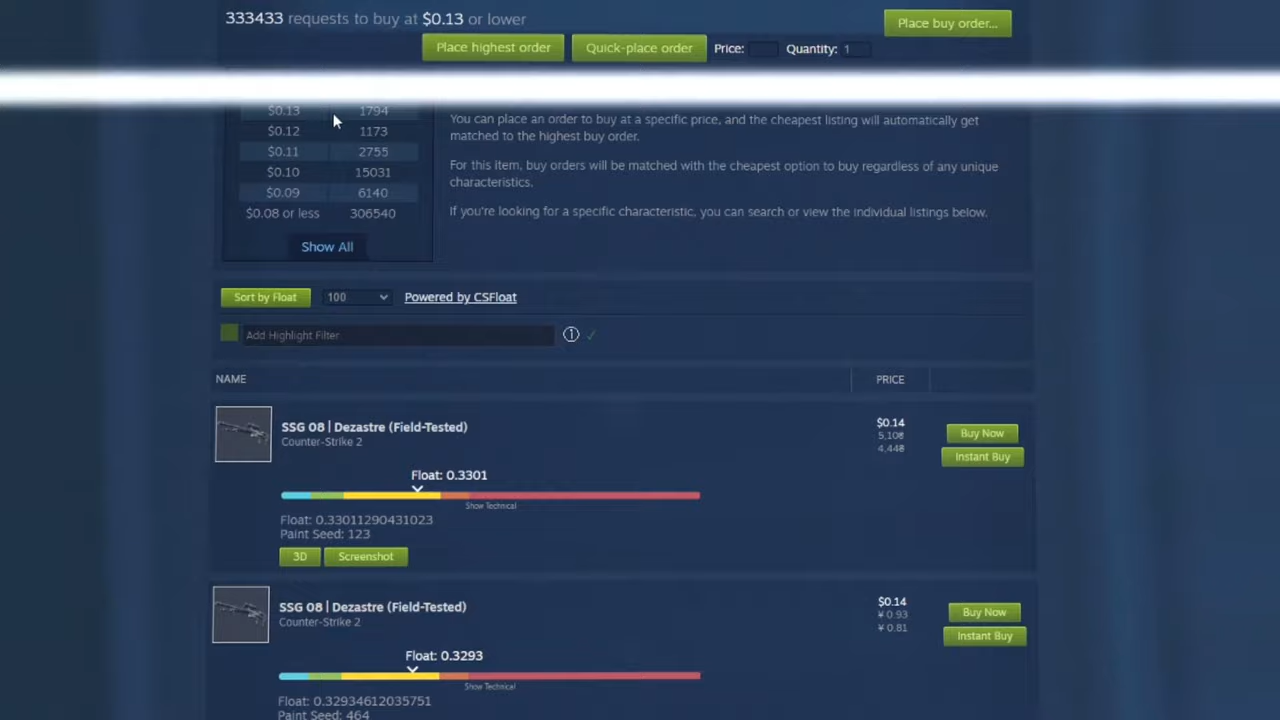 333433 requests to buy at $0.13 or lower
Place buy order...
Place highest order
Quick-place order
Price:
Quantity: 1
$0.13 1794
$0.12 1173
$0.11 2755
$0.10 15031
$0.09 6140
$0.08 or less 306540
Show All
You can place an order to buy at a specific price, and the cheapest listing will automatically get
matched to the highest buy order.
For this item, buy orders will be matched with the cheapest option to buy regardless of any unique
characteristics.
If you're looking for a specific characteristic, you can search or view the individual listings below.
Sort by Float
100
Powered by CSFloat
Add Highlight Filter
NAME
PRICE
SSG 08 | Dezastre (Field-Tested)
Counter-Strike 2
$0.14
5,10₴
4,44₴
Buy Now
Instant Buy
Float: 0.3301
Show Technical
Float: 0.33011290431023
Paint Seed: 123
3D
Screenshot
SSG 08 | Dezastre (Field-Tested)
Counter-Strike 2
$0.14
¥ 0.93
¥ 0.81
Buy Now
Instant Buy
Float: 0.3293
Show Technical
Float: 0.32934612035751
Paint Seed: 464